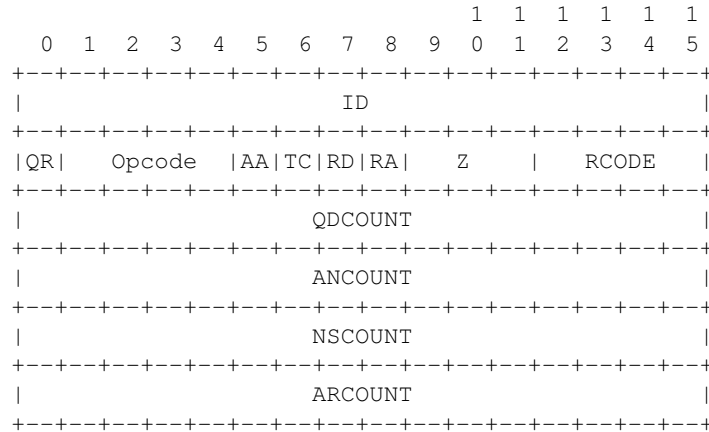 1  1  1  1  1  1
  0  1  2  3  4  5  6  7  8  9  0  1  2  3  4  5
+--+--+--+--+--+--+--+--+--+--+--+--+--+--+--+--+
|                      ID                       |
+--+--+--+--+--+--+--+--+--+--+--+--+--+--+--+--+
|QR|   Opcode  |AA|TC|RD|RA|   Z    |   RCODE   |
+--+--+--+--+--+--+--+--+--+--+--+--+--+--+--+--+
|                    QDCOUNT                    |
+--+--+--+--+--+--+--+--+--+--+--+--+--+--+--+--+
|                    ANCOUNT                    |
+--+--+--+--+--+--+--+--+--+--+--+--+--+--+--+--+
|                    NSCOUNT                    |
+--+--+--+--+--+--+--+--+--+--+--+--+--+--+--+--+
|                    ARCOUNT                    |
+--+--+--+--+--+--+--+--+--+--+--+--+--+--+--+--+